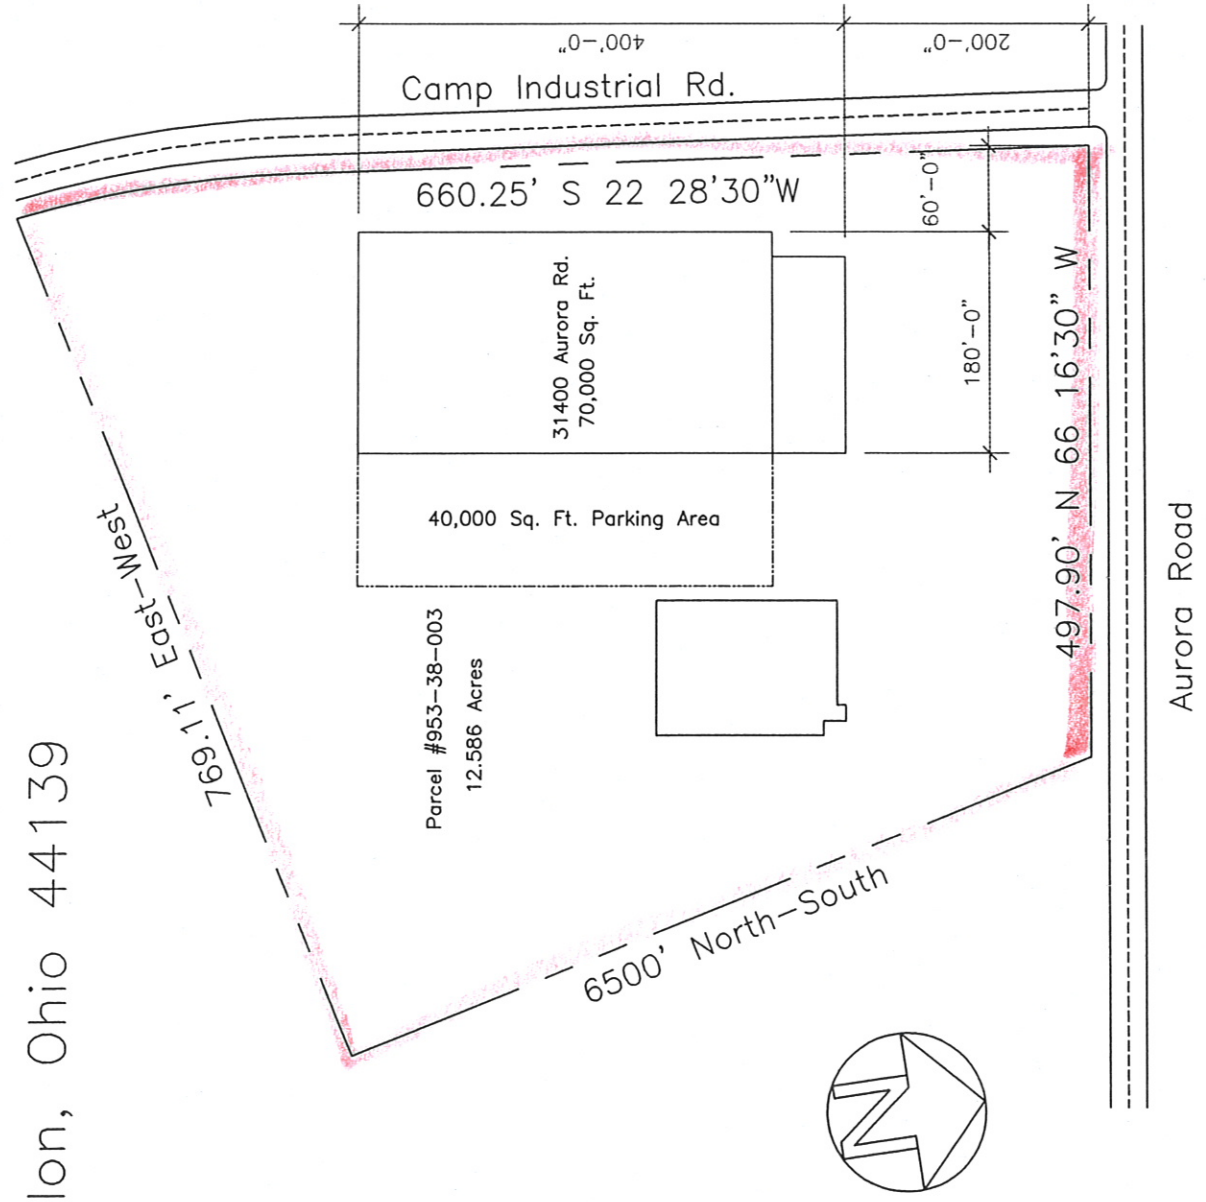 400'-0"
200'-0"
Camp Industrial Rd.
660.25' S 22 28'30"W
60'-0"
31400 Aurora Rd.
70,000 Sq. Ft.
180'-0"
497.90' N 66 16'30" W
40,000 Sq. Ft. Parking Area
769.11' East-West
Parcel #953-38-003
12.586 Acres
Aurora Road
lon, Ohio 44139
6500' North-South
N